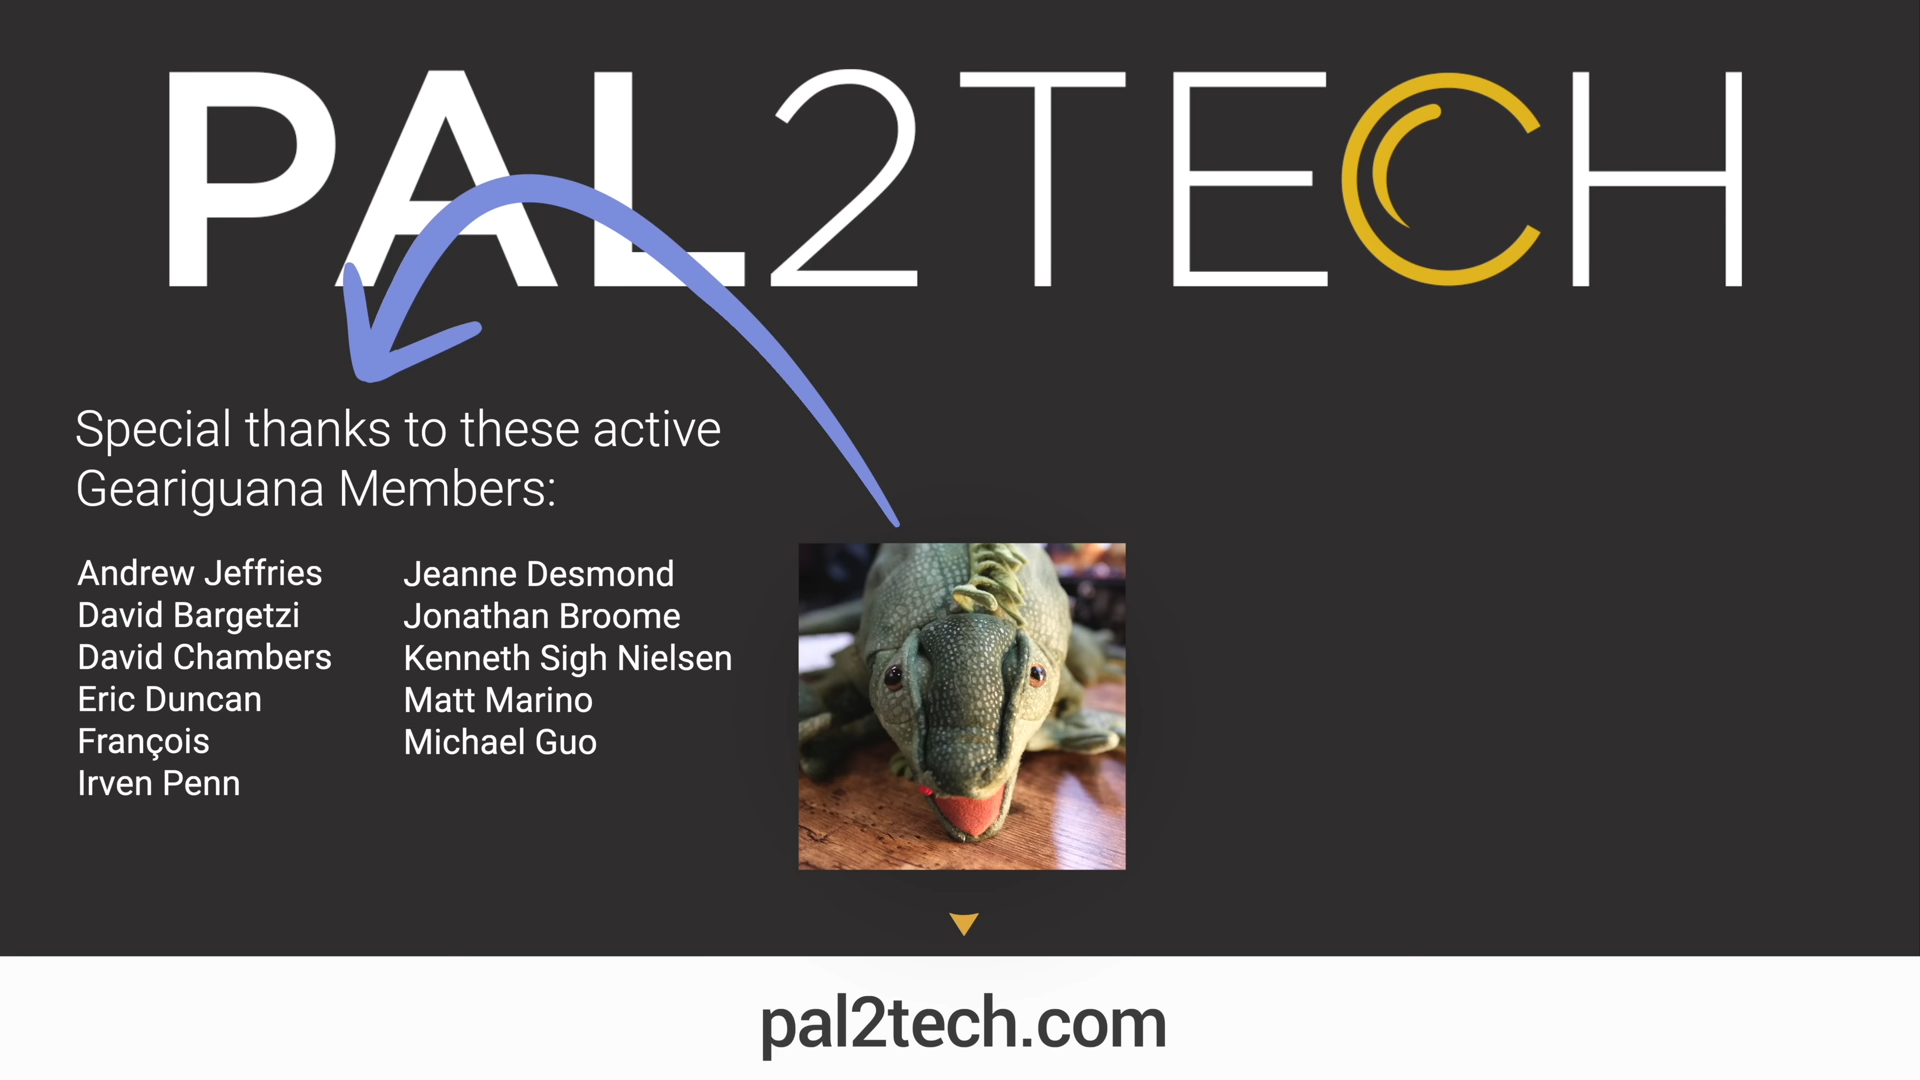 PAL2TECH
Special thanks to these active
Geariguana Members:
Andrew Jeffries
David Bargetzi
David Chambers
Eric Duncan
François
Irven Penn
Jeanne Desmond
Jonathan Broome
Kenneth Sigh Nielsen
Matt Marino
Michael Guo
pal2tech.com